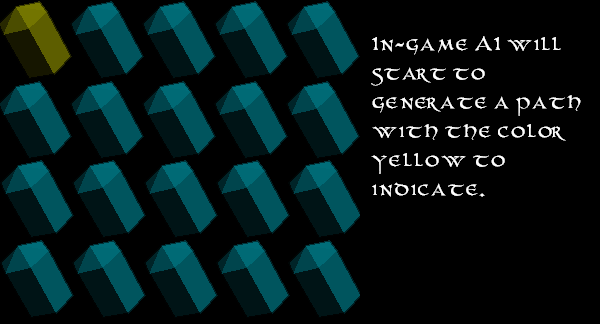 In-game AI will
start to
generate a path
with the color
yellow to
indicate.